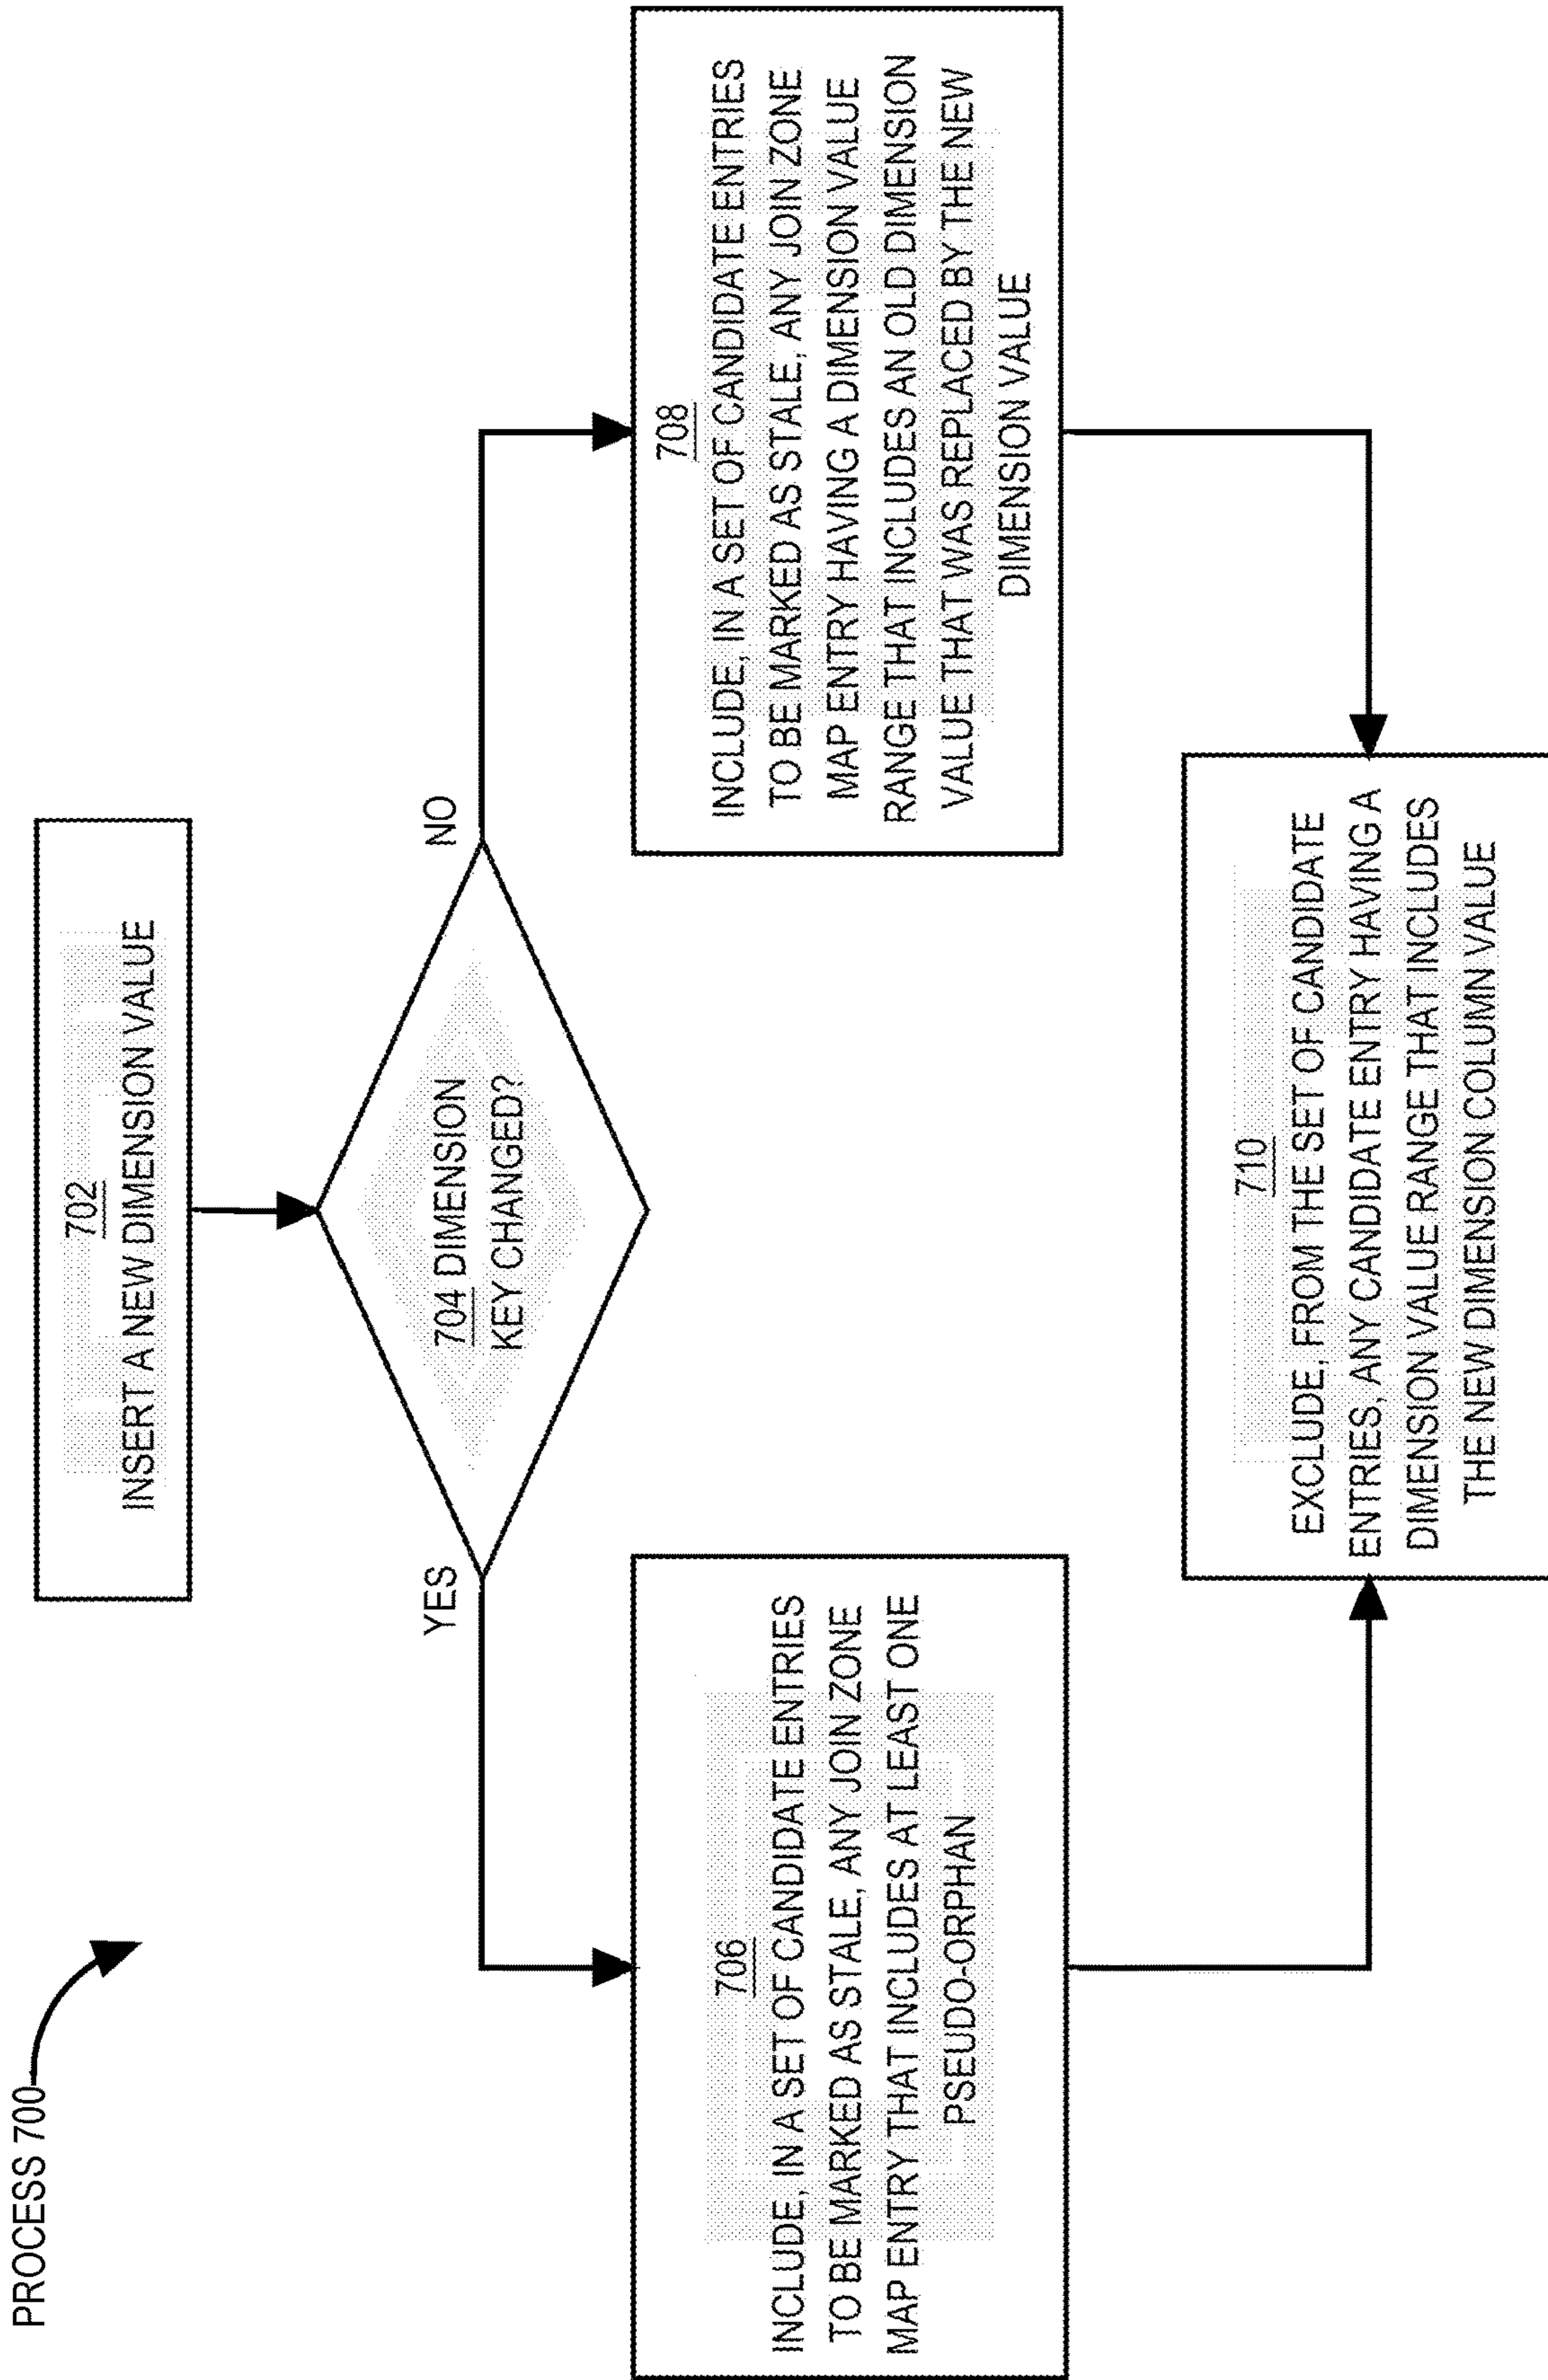 PROCESS 700
702
INSERT A NEW DIMENSION VALUE
704 DIMENSION
KEY CHANGED?
YES
NO
706
INCLUDE, IN A SET OF CANDIDATE ENTRIES
TO BE MARKED AS STALE, ANY JOIN ZONE
MAP ENTRY THAT INCLUDES AT LEAST ONE
PSEUDO-ORPHAN
708
INCLUDE, IN A SET OF CANDIDATE ENTRIES
TO BE MARKED AS STALE, ANY JOIN ZONE
MAP ENTRY HAVING A DIMENSION VALUE
RANGE THAT INCLUDES AN OLD DIMENSION
VALUE THAT WAS REPLACED BY THE NEW
DIMENSION VALUE
710
EXCLUDE, FROM THE SET OF CANDIDATE
ENTRIES, ANY CANDIDATE ENTRY HAVING A
DIMENSION VALUE RANGE THAT INCLUDES
THE NEW DIMENSION COLUMN VALUE